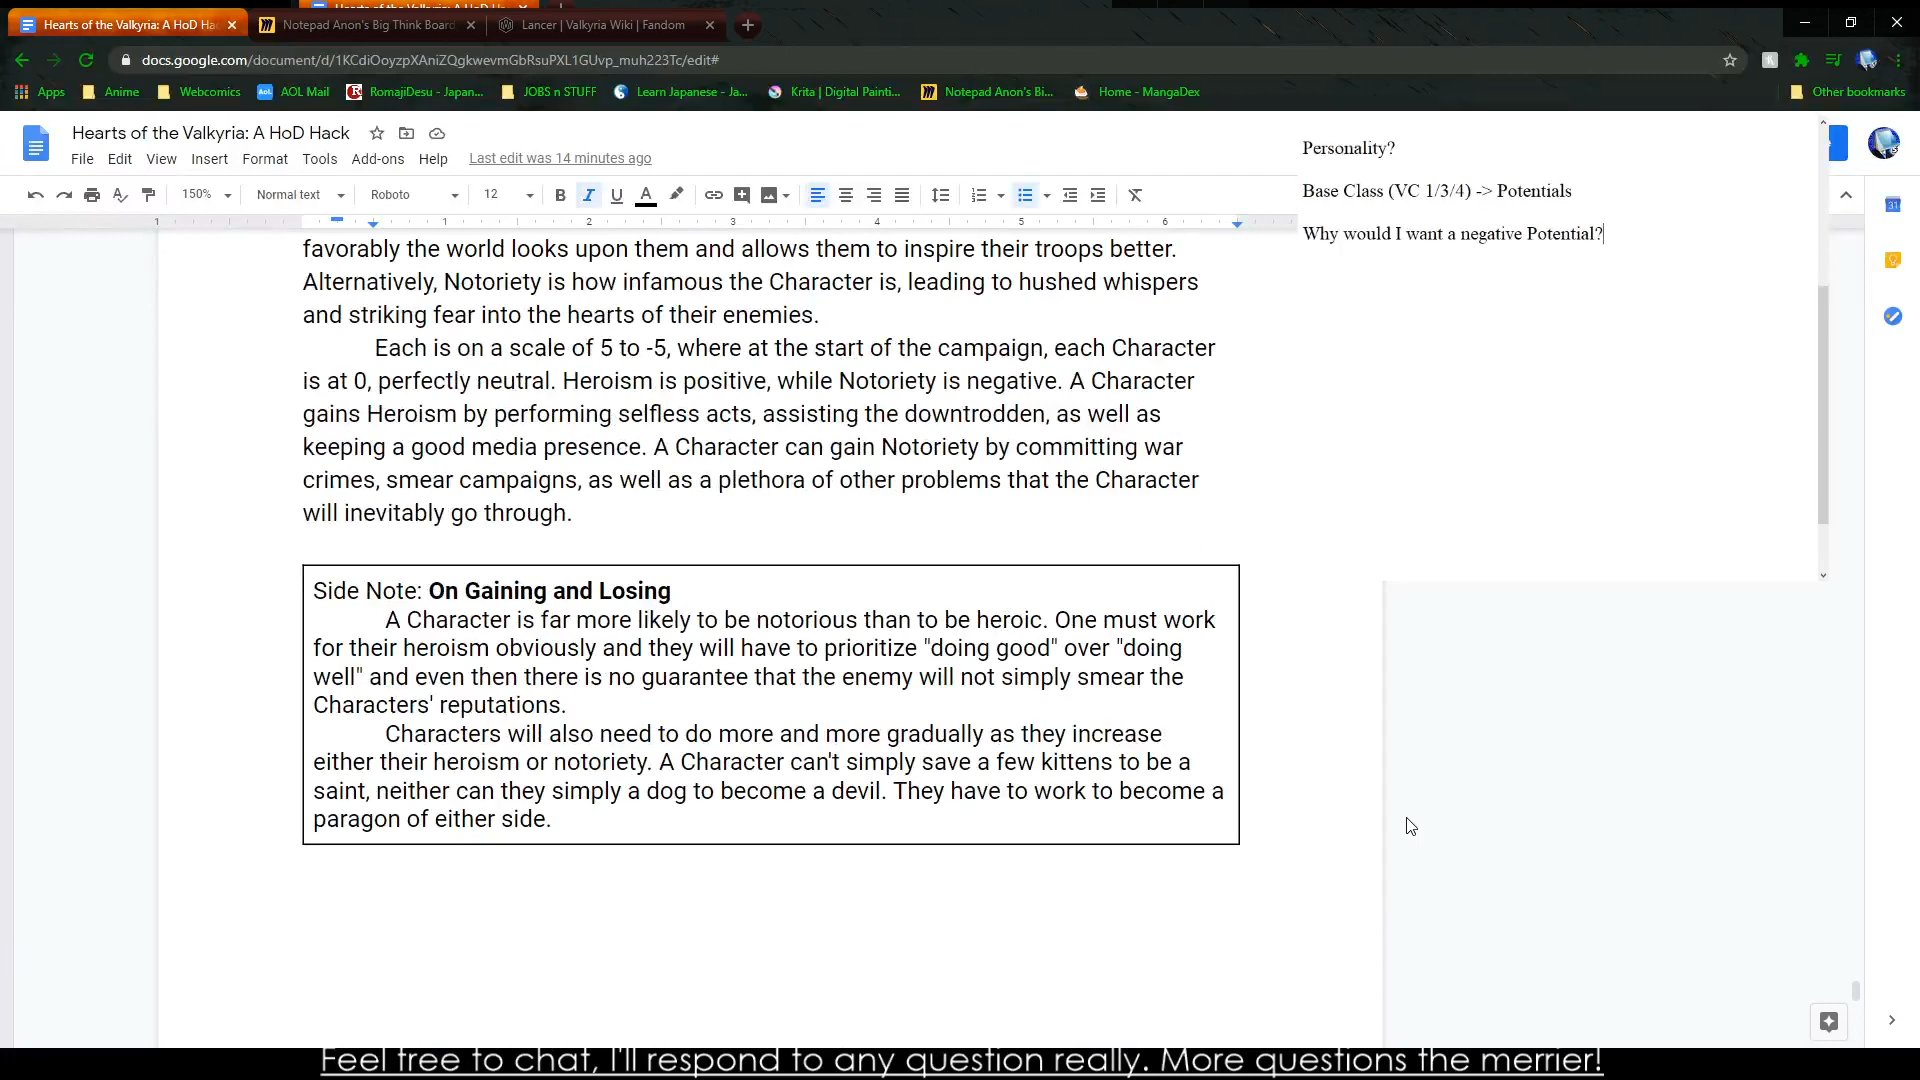 Hearts of the Valkyria: A HoD Hac
Hearts of the Valkyria: A HoD Ha
Notepad Anon's Big Think Board
Lancer | Valkyria Wiki | Fandom
docs.google.com/document/d/1KCdiOoyzpXAniZQgkwevmGbRsuPXL1GUvp_muh223Tc/edit#
Apps
Anime
Webcomics
AOL Mail
RomajiDesu - Japan...
JOBS n STUFF
Learn Japanese - Ja...
Krita | Digital Painti...
Notepad Anon's Bi...
Home - MangaDex
Other bookmarks
Hearts of the Valkyria: A HoD Hack
File Edit View Insert Format Tools Add-ons Help Last edit was 14 minutes ago
150% Normal text Roboto 12 B I U A
1 1 2 3 4 5 6
Personality?
Base Class (VC 1/3/4) -> Potentials
Why would I want a negative Potential?
favorably the world looks upon them and allows them to inspire their troops better.
Alternatively, Notoriety is how infamous the Character is, leading to hushed whispers
and striking fear into the hearts of their enemies.
Each is on a scale of 5 to -5, where at the start of the campaign, each Character
is at 0, perfectly neutral. Heroism is positive, while Notoriety is negative. A Character
gains Heroism by performing selfless acts, assisting the downtrodden, as well as
keeping a good media presence. A Character can gain Notoriety by committing war
crimes, smear campaigns, as well as a plethora of other problems that the Character
will inevitably go through.
Side Note: On Gaining and Losing
A Character is far more likely to be notorious than to be heroic. One must work
for their heroism obviously and they will have to prioritize "doing good" over "doing
well" and even then there is no guarantee that the enemy will not simply smear the
Characters' reputations.
Characters will also need to do more and more gradually as they increase
either their heroism or notoriety. A Character can't simply save a few kittens to be a
saint, neither can they simply a dog to become a devil. They have to work to become a
paragon of either side.
31
Feel free to chat, I'll respond to any question really. More questions the merrier!